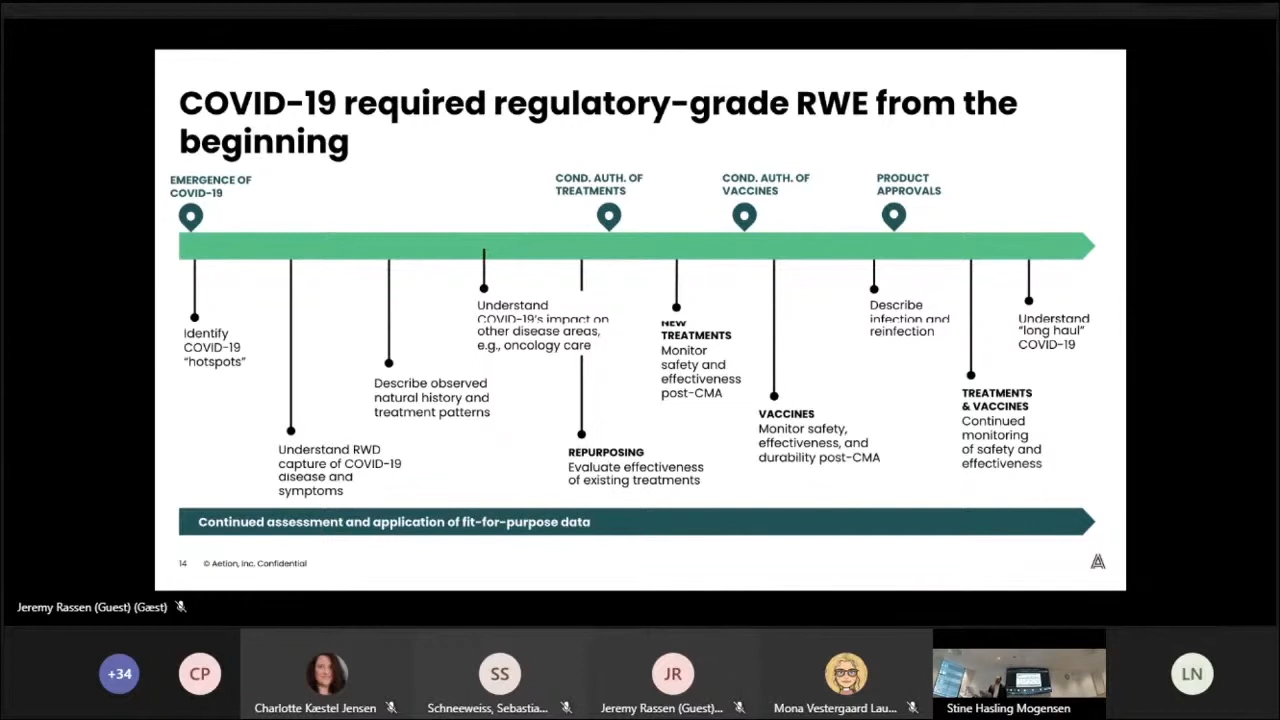 COVID-19 required regulatory-grade RWE from the
beginning
EMERGENCE OF
COVID-19
COND. AUTH. OF
TREATMENTS
COND. AUTH. OF
VACCINES
PRODUCT
APPROVALS
Identify
COVID-19
“hotspots”
Understand RWD
capture of COVID-19
disease and
symptoms
Describe observed
natural history and
treatment patterns
Understand
COVID-19’s impact on
other disease areas,
e.g., oncology care
REPURPOSING
Evaluate effectiveness
of existing treatments
NEW
TREATMENTS
Monitor
safety and
effectiveness
post-CMA
VACCINES
Monitor safety,
effectiveness, and
durability post-CMA
Describe
infection and
reinfection
TREATMENTS
& VACCINES
Continued
monitoring
of safety and
effectiveness
Understand
“long haul”
COVID-19
Continued assessment and application of fit-for-purpose data
14 © Aetion, Inc. Confidential
Jeremy Rassen (Guest) (Gæst)
+34
CP
Charlotte Kæstel Jensen
SS
Schneeweiss, Sebastia...
JR
Jeremy Rassen (Guest)...
Mona Vestergaard Lau...
Stine Hasling Mogensen
LN